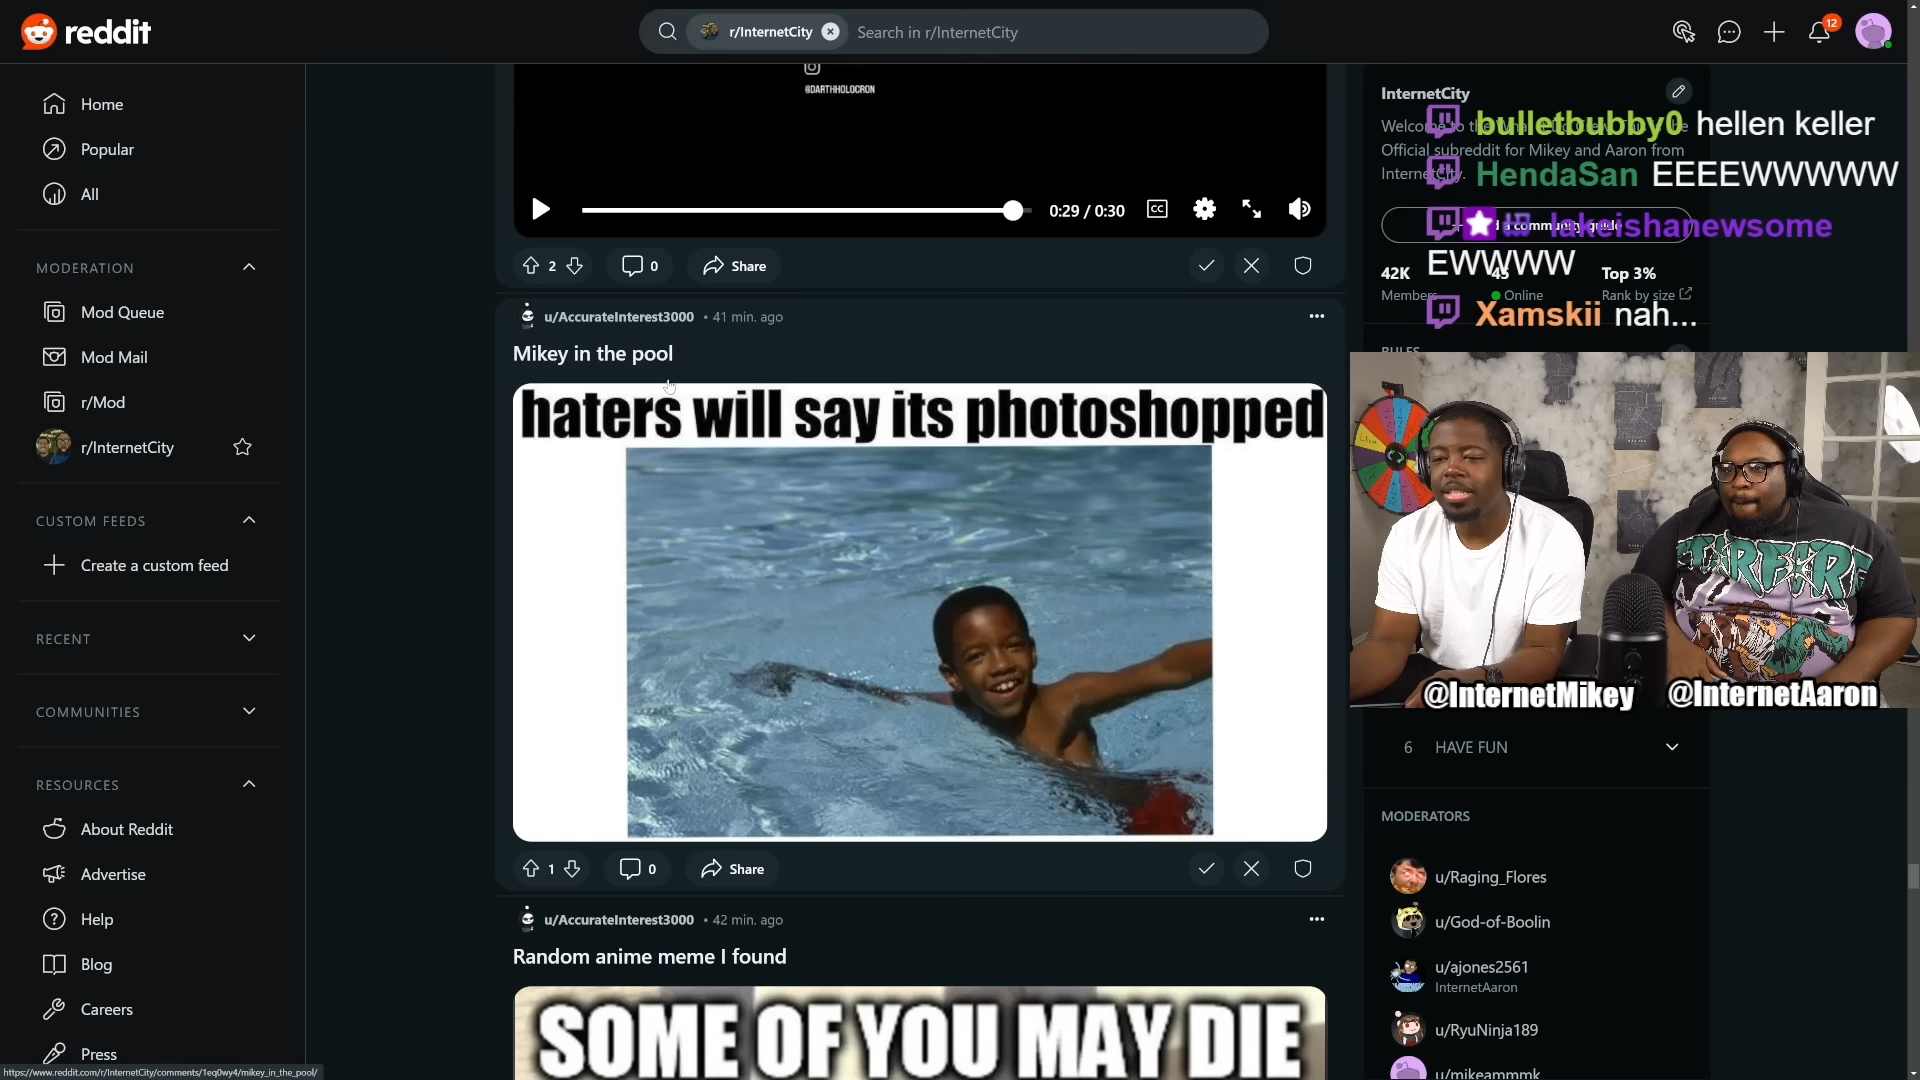 reddit
r/InternetCity
Search in r/InternetCity
12
Home
Popular
All
MODERATION
Mod Queue
Mod Mail
r/Mod
r/InternetCity
CUSTOM FEEDS
Create a custom feed
RECENT
COMMUNITIES
RESOURCES
About Reddit
Advertise
Help
Blog
Careers
Press
https://www.reddit.com/r/InternetCity/comments/1eq0wy4/mikey_in_the_pool/
@DARTHHOLOCRON
0:29 / 0:30
CC
2
0
Share
u/AccurateInterest3000 • 41 min. ago
Mikey in the pool
haters will say its photoshopped
1
0
Share
u/AccurateInterest3000 • 42 min. ago
Random anime meme I found
SOME OF YOU MAY DIE
InternetCity
Welcome to the
Official subreddit for Mikey and Aaron from
InternetCity.
a community guide
42K
Members
45
Online
Top 3%
Rank by size
RULES
bulletbubby0 hellen keller
HendaSan EEEEWWWWW
lakeishanewsome
EWWWW
Xamskii nah...
@InternetMikey
@InternetAaron
6 HAVE FUN
MODERATORS
u/Raging_Flores
u/God-of-Boolin
u/ajones2561
InternetAaron
u/RyuNinja189
u/mikeammmk